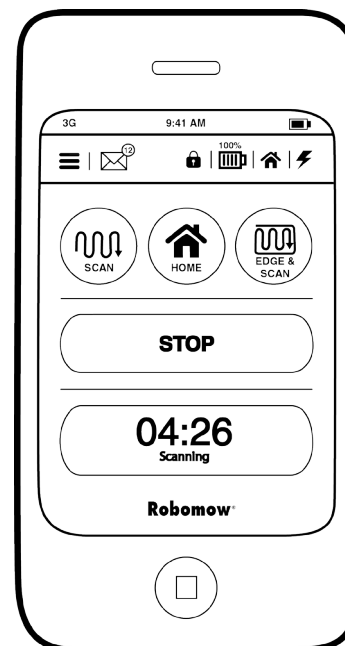 3G 9:41 AM
12
100%
SCAN
HOME
EDGE &
SCAN
STOP
04:26
Scanning
Robomow®